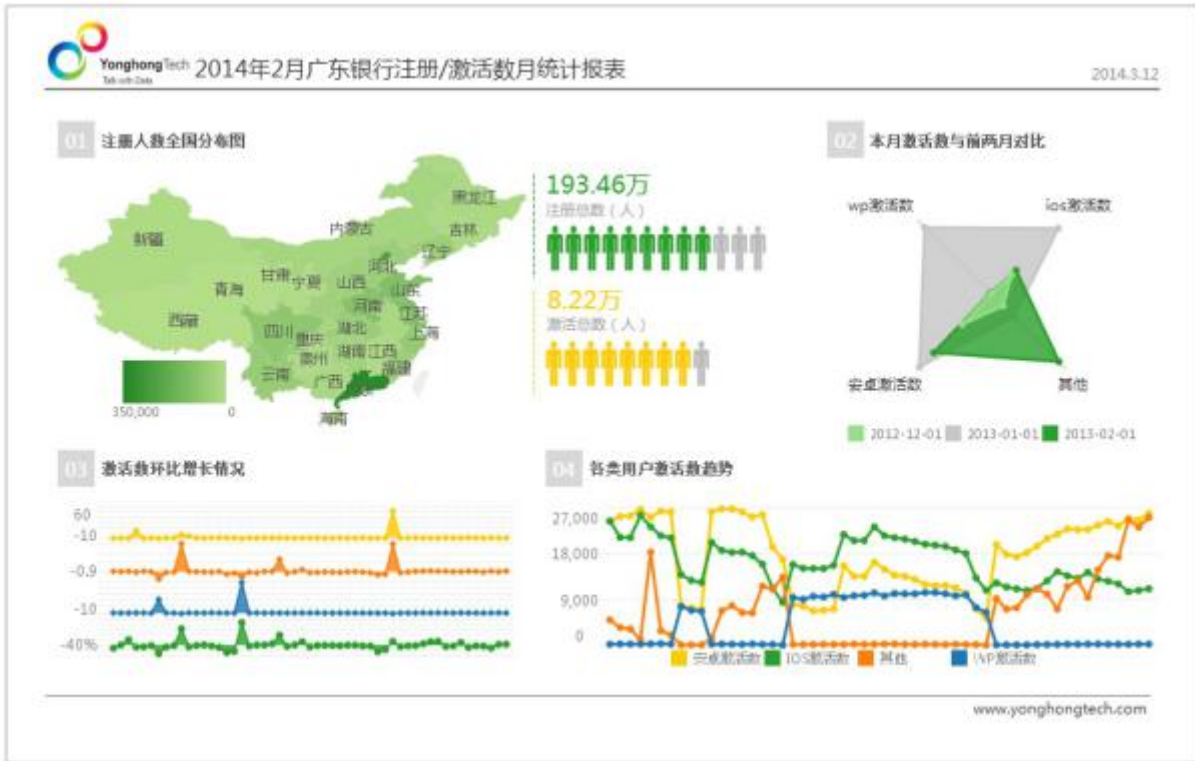 YonghongTech
Talk with Data
2014年2月广东银行注册/激活数月统计报表
2014.3.12
01 注册人数全国分布图
黑龙江
内蒙古
吉林
新疆
辽宁
河北
甘肃
宁夏
山西
青海
山东
河南
江苏
西藏
四川
重庆
湖北
上海
贵州
湖南
江西
福建
云南
广西
海南
350,000
0
193.46万
注册总数（人）
8.22万
激活总数（人）
02 本月激活数与前两月对比
wp激活数
ios激活数
安卓激活数
其他
2012-12-01
2013-01-01
2013-02-01
03 激活数环比增长情况
60
-10
-0.9
-10
-40%
04 各类用户激活数趋势
27,000
18,000
9,000
0
安卓激活数
IOS激活数
其他
WP激活数
www.yonghongtech.com